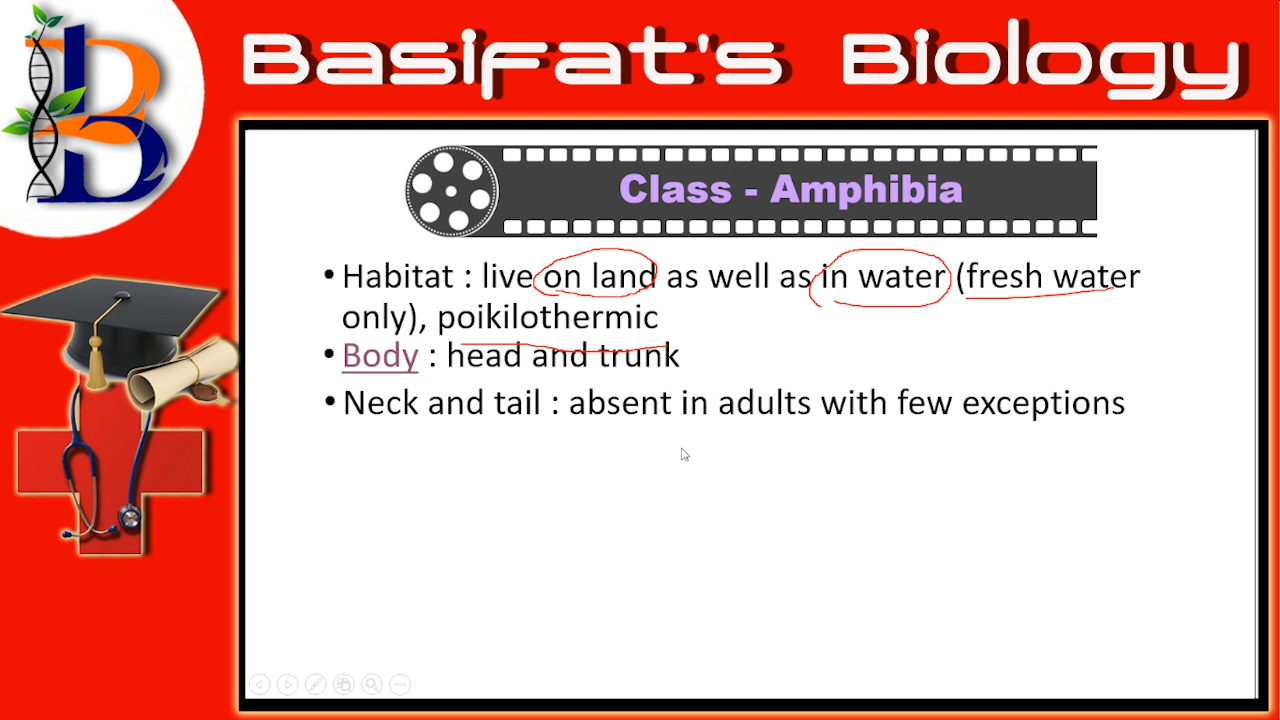 Basifat's Biology
Class - Amphibia
• Habitat : live on land as well as in water (fresh water
only), poikilothermic
• Body : head and trunk
• Neck and tail : absent in adults with few exceptions